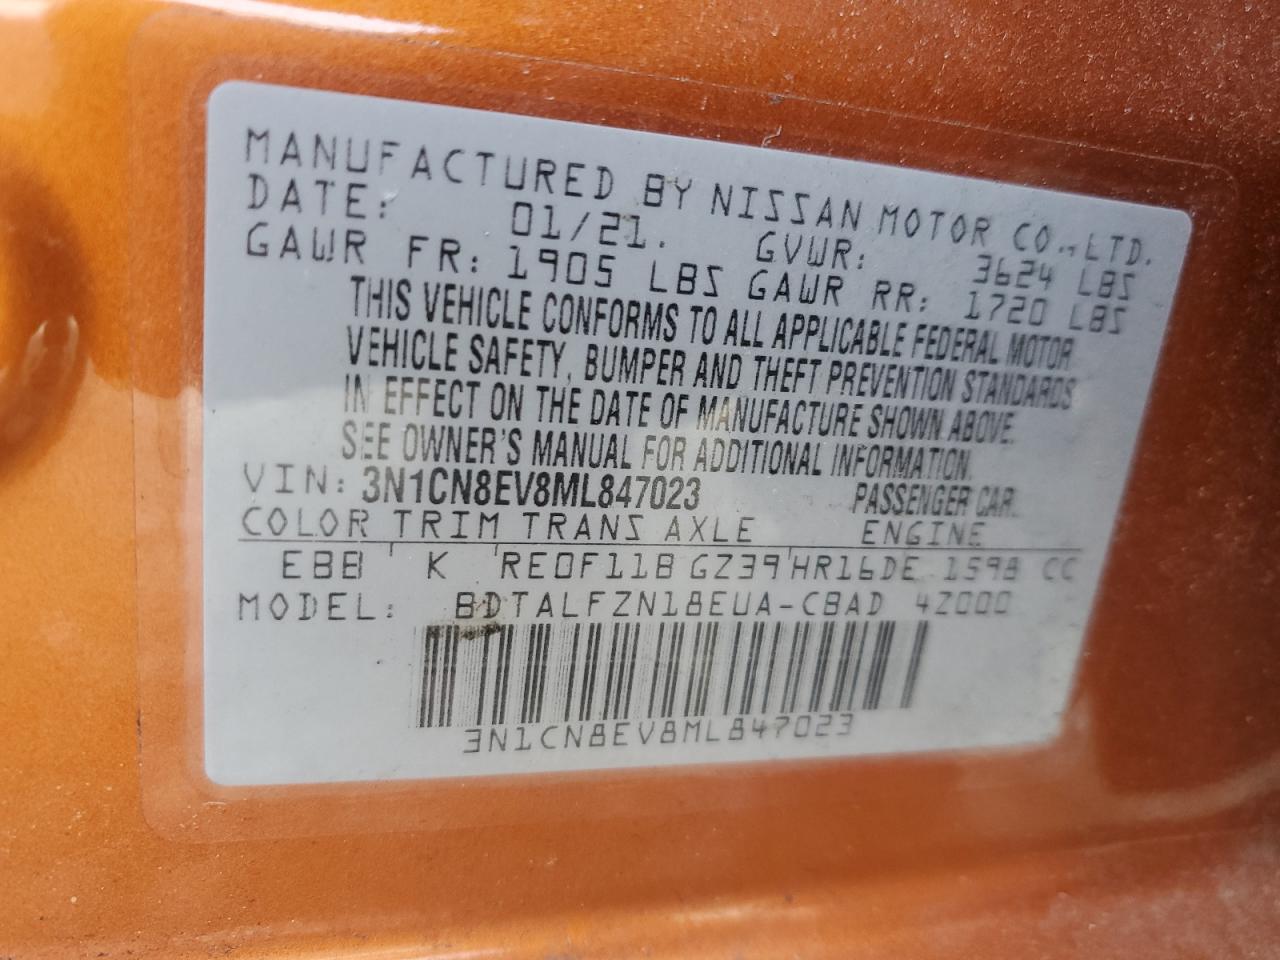 MANUFACTURED BY NISSAN MOTOR CO., LTD.
DATE: 01/21. GVWR: 3624 LBS
GAWR FR: 1905 LBS GAWR RR: 1720 LBS
THIS VEHICLE CONFORMS TO ALL APPLICABLE FEDERAL MOTOR
VEHICLE SAFETY, BUMPER AND THEFT PREVENTION STANDARDS
IN EFFECT ON THE DATE OF MANUFACTURE SHOWN ABOVE.
SEE OWNER'S MANUAL FOR ADDITIONAL INFORMATION.
VIN: 3N1CN8EV8ML847023 PASSENGER CAR.
COLOR TRIM TRANS AXLE ENGINE
EBB K RE0F11B GZ39 HR16DE 1598 CC
MODEL: BDTALFZN18EUA-CBAD 42000
3N1CN8EV8ML847023